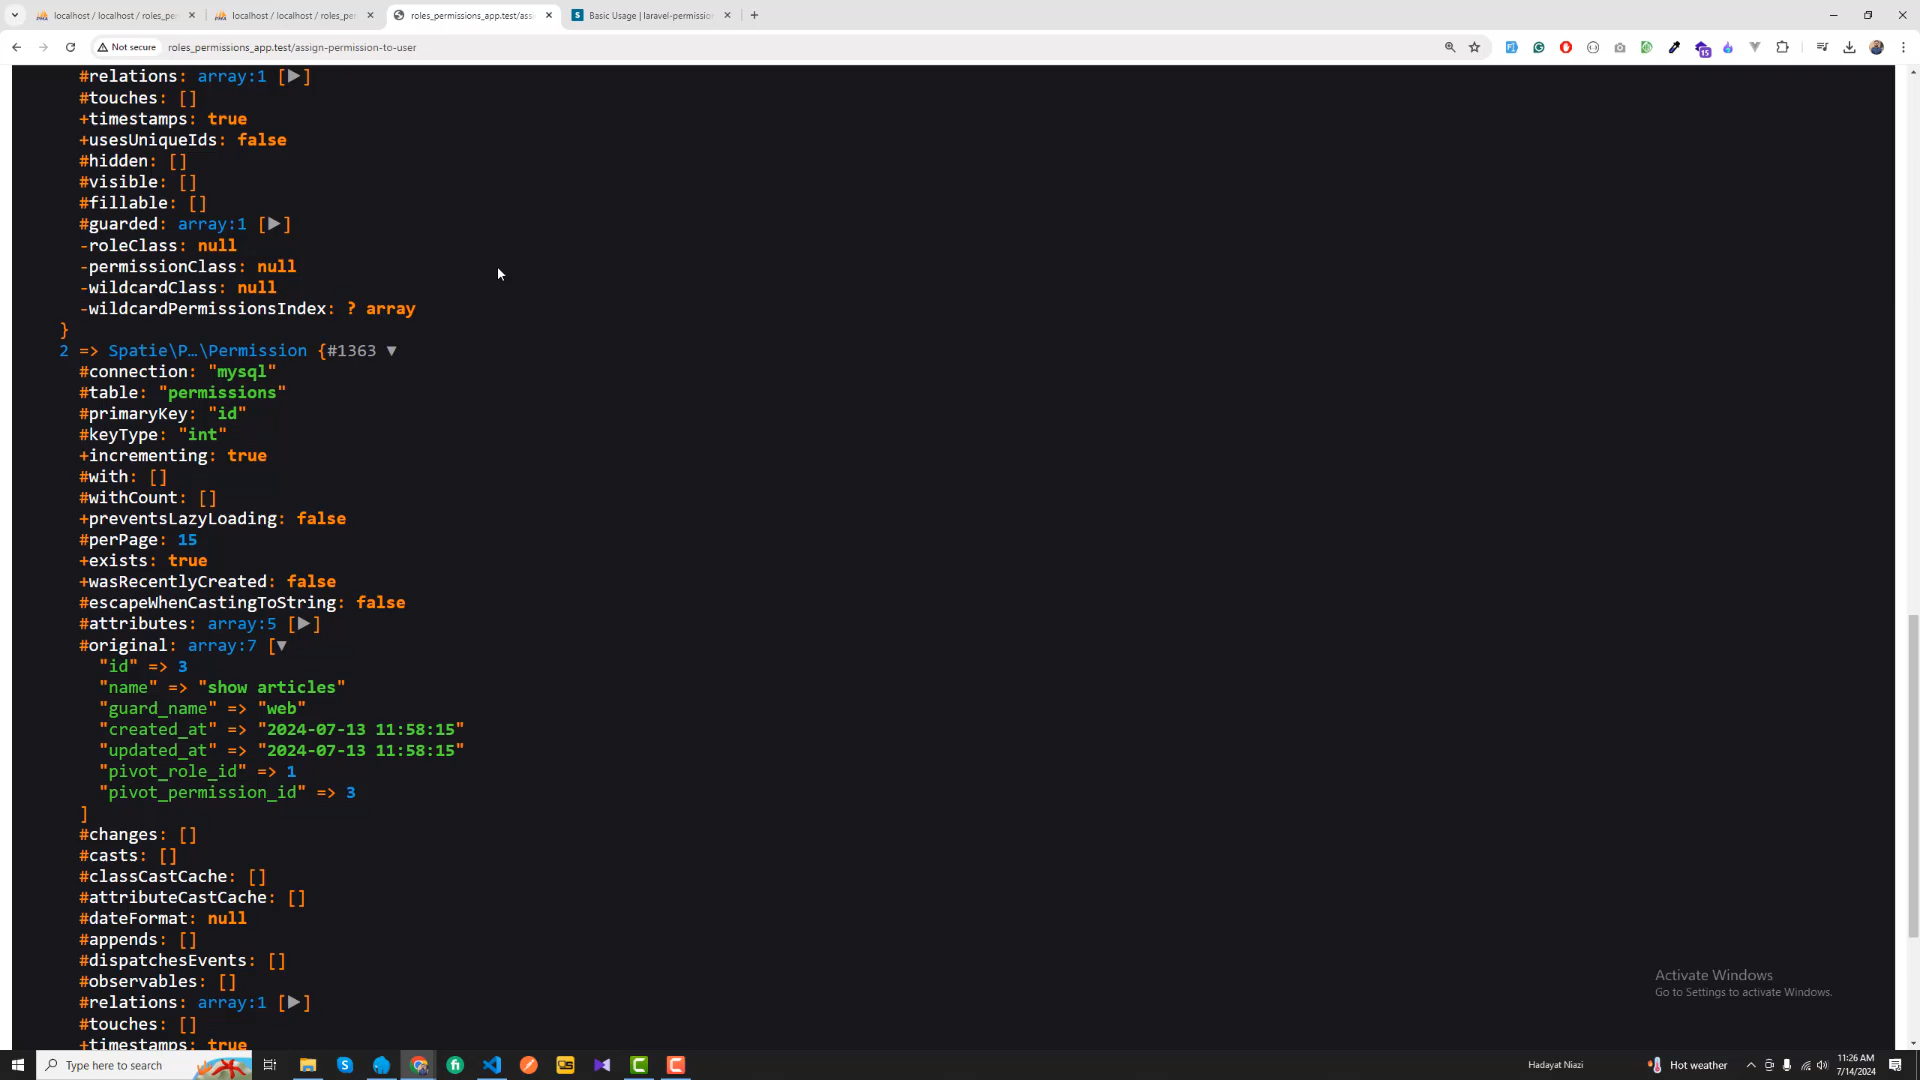 localhost / localhost / roles_per
localhost / localhost / roles_per
roles_permissions_app.test/assi
Basic Usage | laravel-permission
Not secure
roles_permissions_app.test/assign-permission-to-user
15
#relations: array:1 [▶]
#touches: []
+timestamps: true
+usesUniqueIds: false
#hidden: []
#visible: []
#fillable: []
#guarded: array:1 [▶]
-roleClass: null
-permissionClass: null
-wildcardClass: null
-wildcardPermissionsIndex: ? array
}
2 => Spatie\P…\Permission {#1363 ▼
#connection: "mysql"
#table: "permissions"
#primaryKey: "id"
#keyType: "int"
+incrementing: true
#with: []
#withCount: []
+preventsLazyLoading: false
#perPage: 15
+exists: true
+wasRecentlyCreated: false
#escapeWhenCastingToString: false
#attributes: array:5 [▶]
#original: array:7 [▼
"id" => 3
"name" => "show articles"
"guard_name" => "web"
"created_at" => "2024-07-13 11:58:15"
"updated_at" => "2024-07-13 11:58:15"
"pivot_role_id" => 1
"pivot_permission_id" => 3
]
#changes: []
#casts: []
#classCastCache: []
#attributeCastCache: []
#dateFormat: null
#appends: []
#dispatchesEvents: []
#observables: []
#relations: array:1 [▶]
#touches: []
+timestamps: true
Activate Windows
Go to Settings to activate Windows.
Type here to search
Hadayat Niazi
Hot weather
11:26 AM
7/14/2024